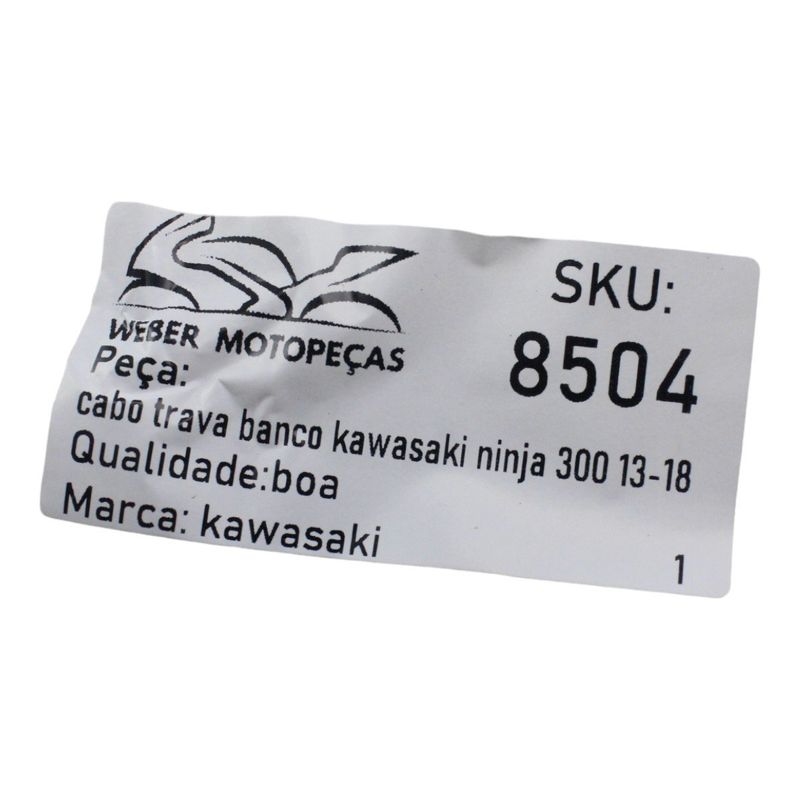 WEBER MOTOPEÇAS
SKU:
8504
Peça:
cabo trava banco kawasaki ninja 300 13-18
Qualidade:boa
Marca: kawasaki
1